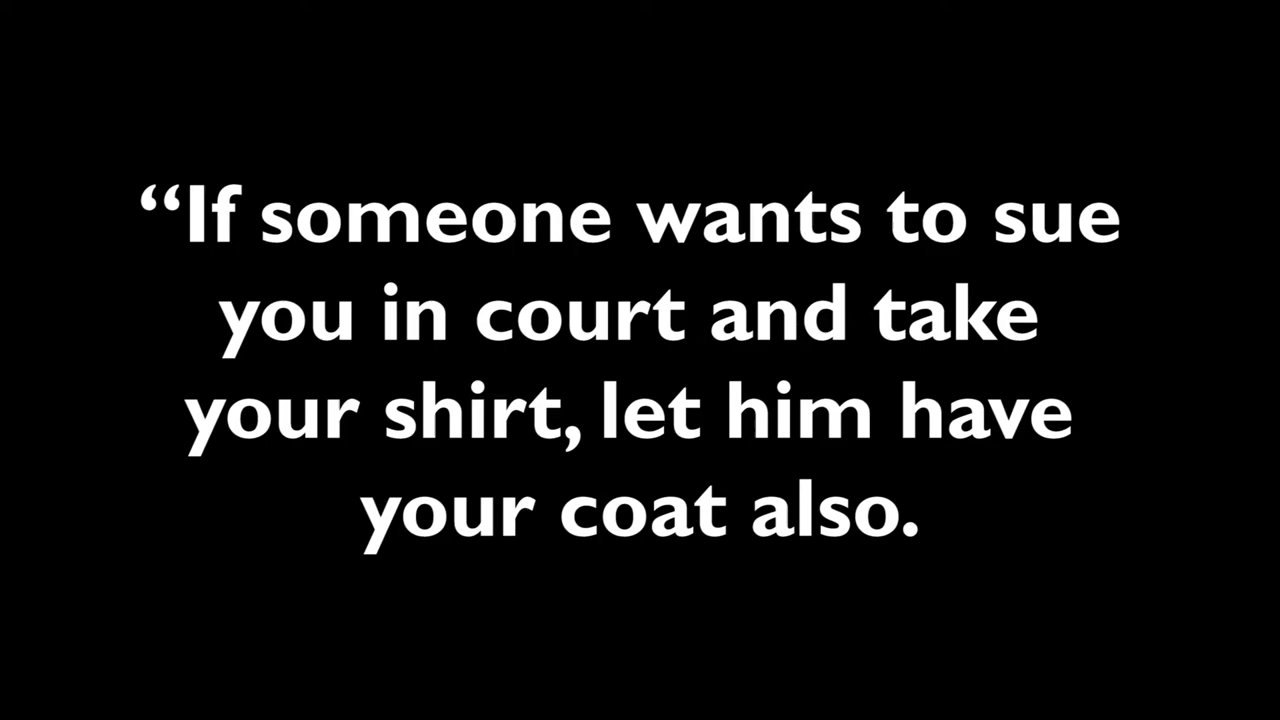 “If someone wants to sue
you in court and take
your shirt, let him have
your coat also.